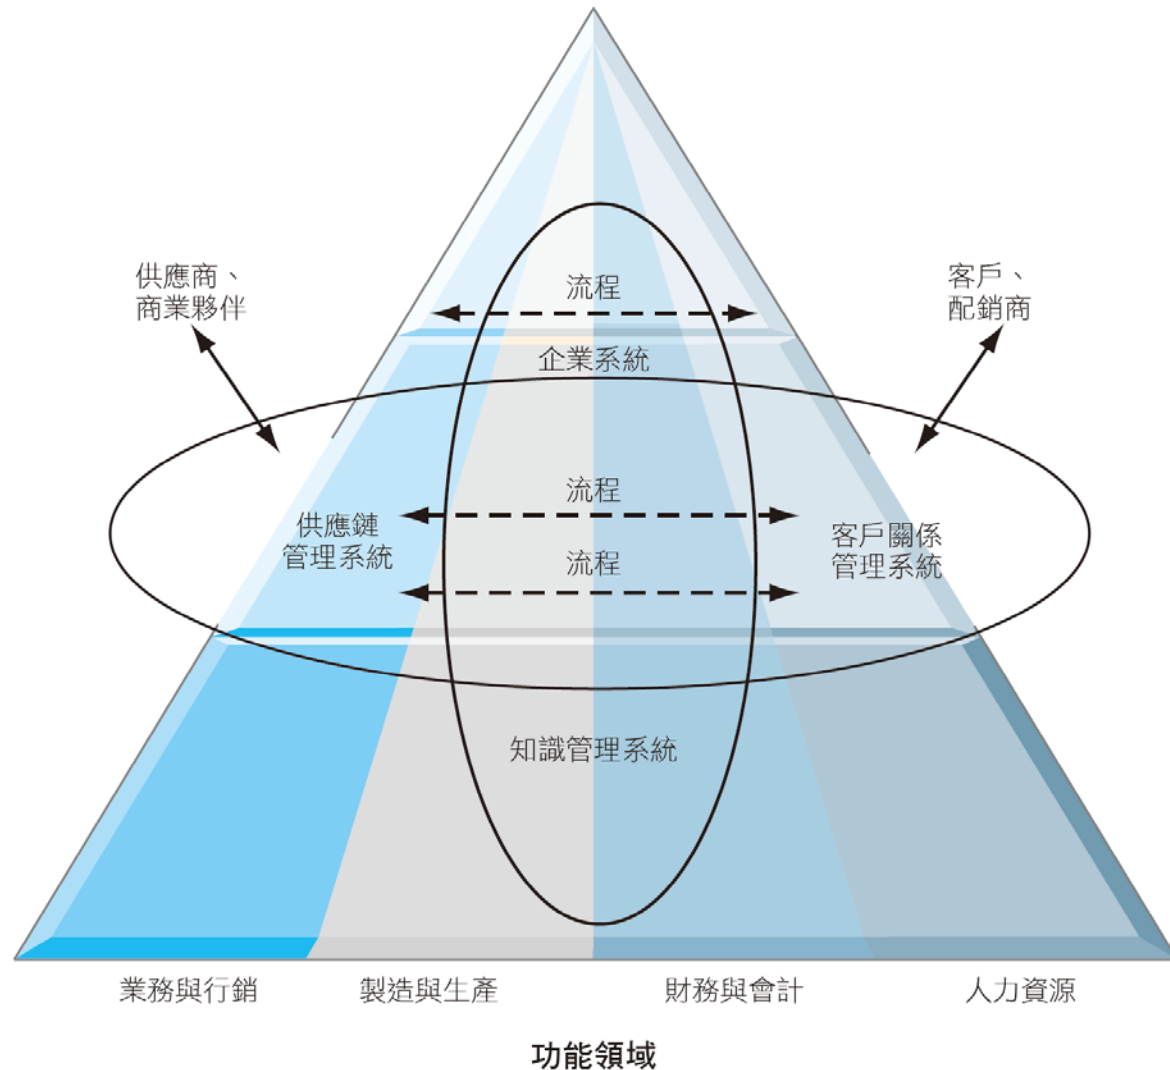 供應商、
商業夥伴
客戶、
配銷商
流程
企業系統
流程
供應鏈
管理系統
客戶關係
管理系統
流程
知識管理系統
業務與行銷
製造與生產
財務與會計
人力資源
功能領域